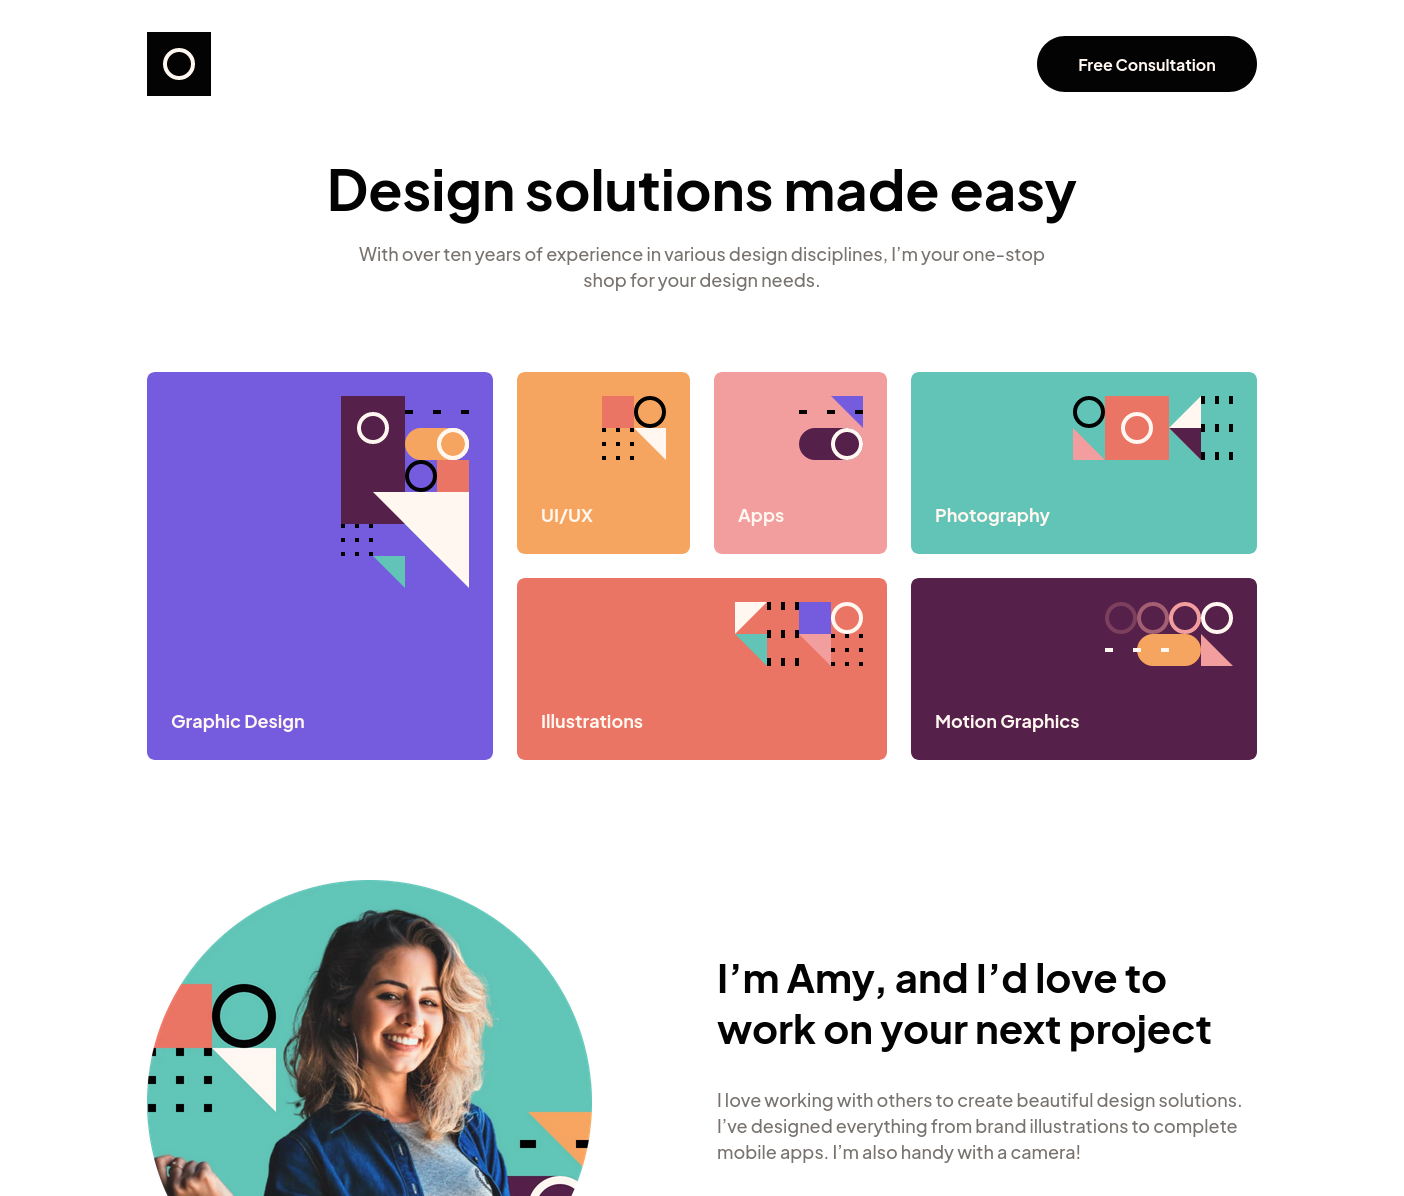 Free Consultation
Design solutions made easy
With over ten years of experience in various design disciplines, I’m your one-stop
shop for your design needs.
UI/UX
Apps
Photography
Graphic Design
Illustrations
Motion Graphics
I’m Amy, and I’d love to
work on your next project
I love working with others to create beautiful design solutions.
I’ve designed everything from brand illustrations to complete
mobile apps. I’m also handy with a camera!